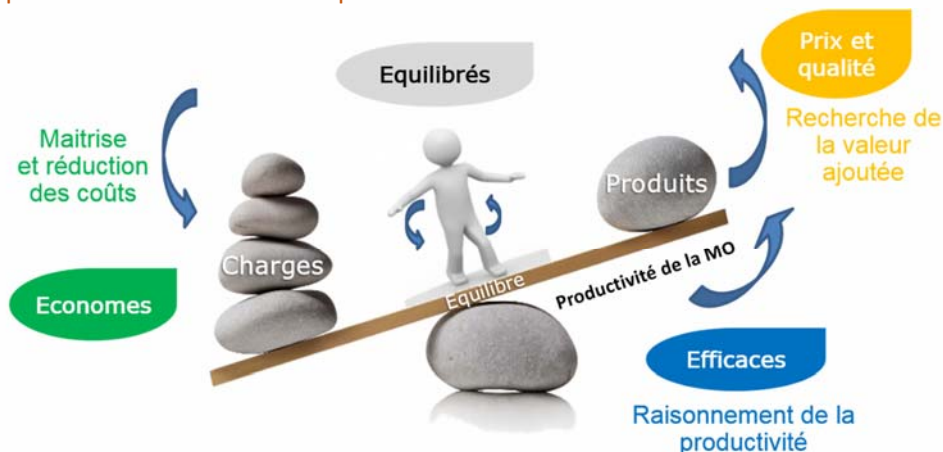 Equilibrés
Prix et
qualité
Recherche de
la valeur
ajoutée
Maitrise
et réduction
des coûts
Produits
Charges
Economes
Equilibre
Productivité de la MO
Efficaces
Raisonnement de la
productivité